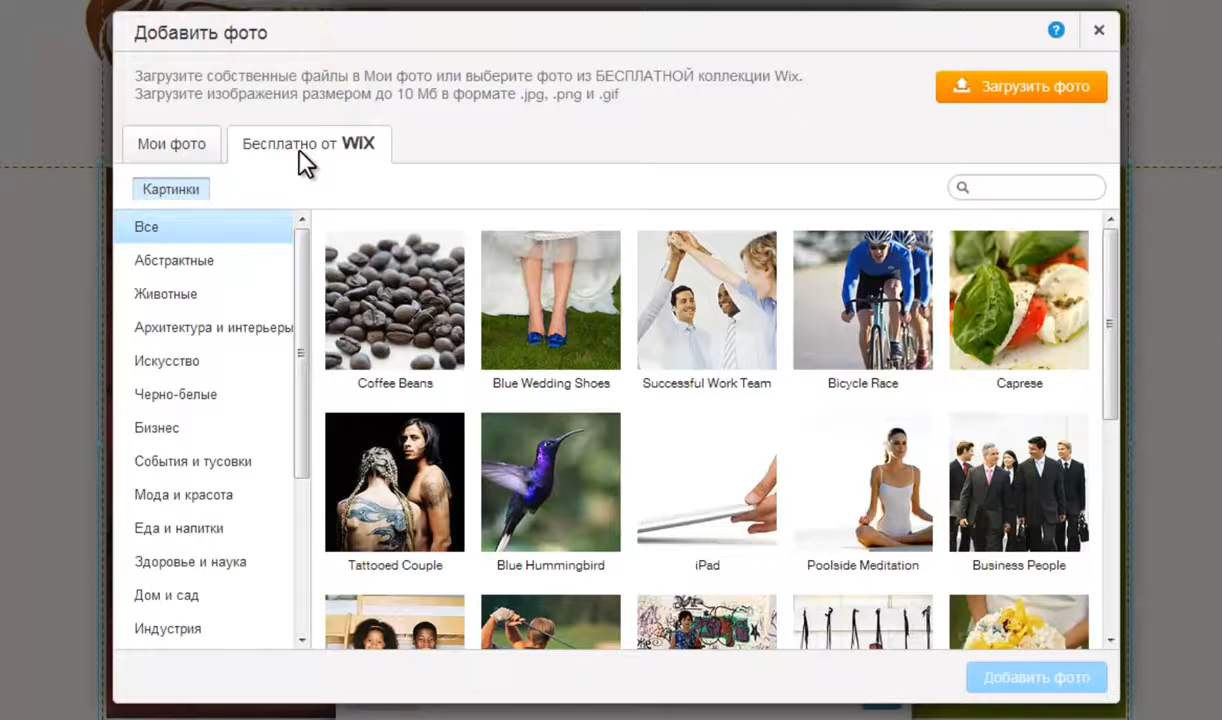 Добавить фото
?
Загрузите собственные файлы в Мои фото или выберите фото из БЕСПЛАТНОЙ коллекции Wix.
Загрузите изображения размером до 10 Мб в формате .jpg, .png и .gif
Загрузить фото
Мои фото
Бесплатно от WIX
Картинки
Все
Абстрактные
Животные
Архитектура и интерьеры
Искусство
Черно-белые
Бизнес
События и тусовки
Мода и красота
Еда и напитки
Здоровье и наука
Дом и сад
Индустрия
Coffee Beans
Blue Wedding Shoes
Successful Work Team
Bicycle Race
Caprese
Tattooed Couple
Blue Hummingbird
iPad
Poolside Meditation
Business People
Добавить фото